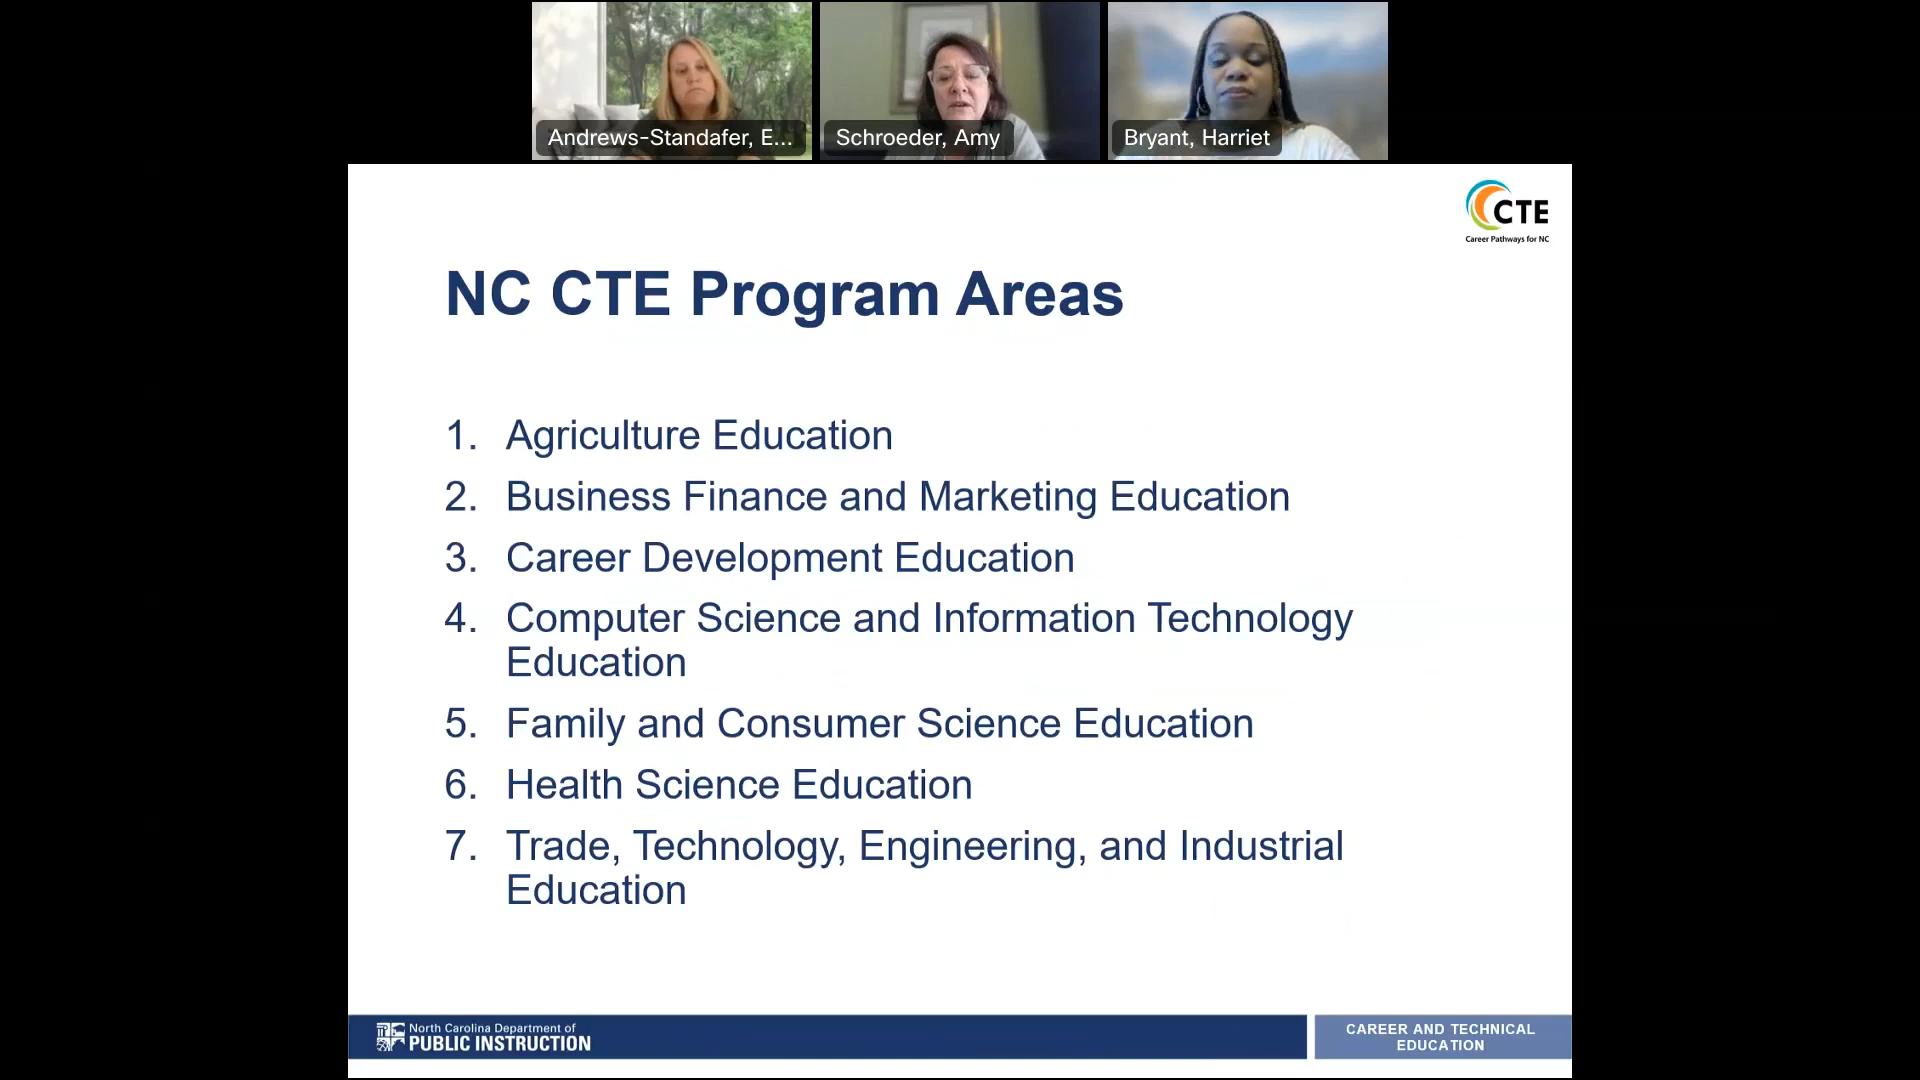 Andrews-Standafer, E...
Schroeder, Amy
Bryant, Harriet
CTE
Career Pathways for NC
NC CTE Program Areas
1. Agriculture Education
2. Business Finance and Marketing Education
3. Career Development Education
4. Computer Science and Information Technology
Education
5. Family and Consumer Science Education
6. Health Science Education
7. Trade, Technology, Engineering, and Industrial
Education
North Carolina Department of
PUBLIC INSTRUCTION
CAREER AND TECHNICAL
EDUCATION